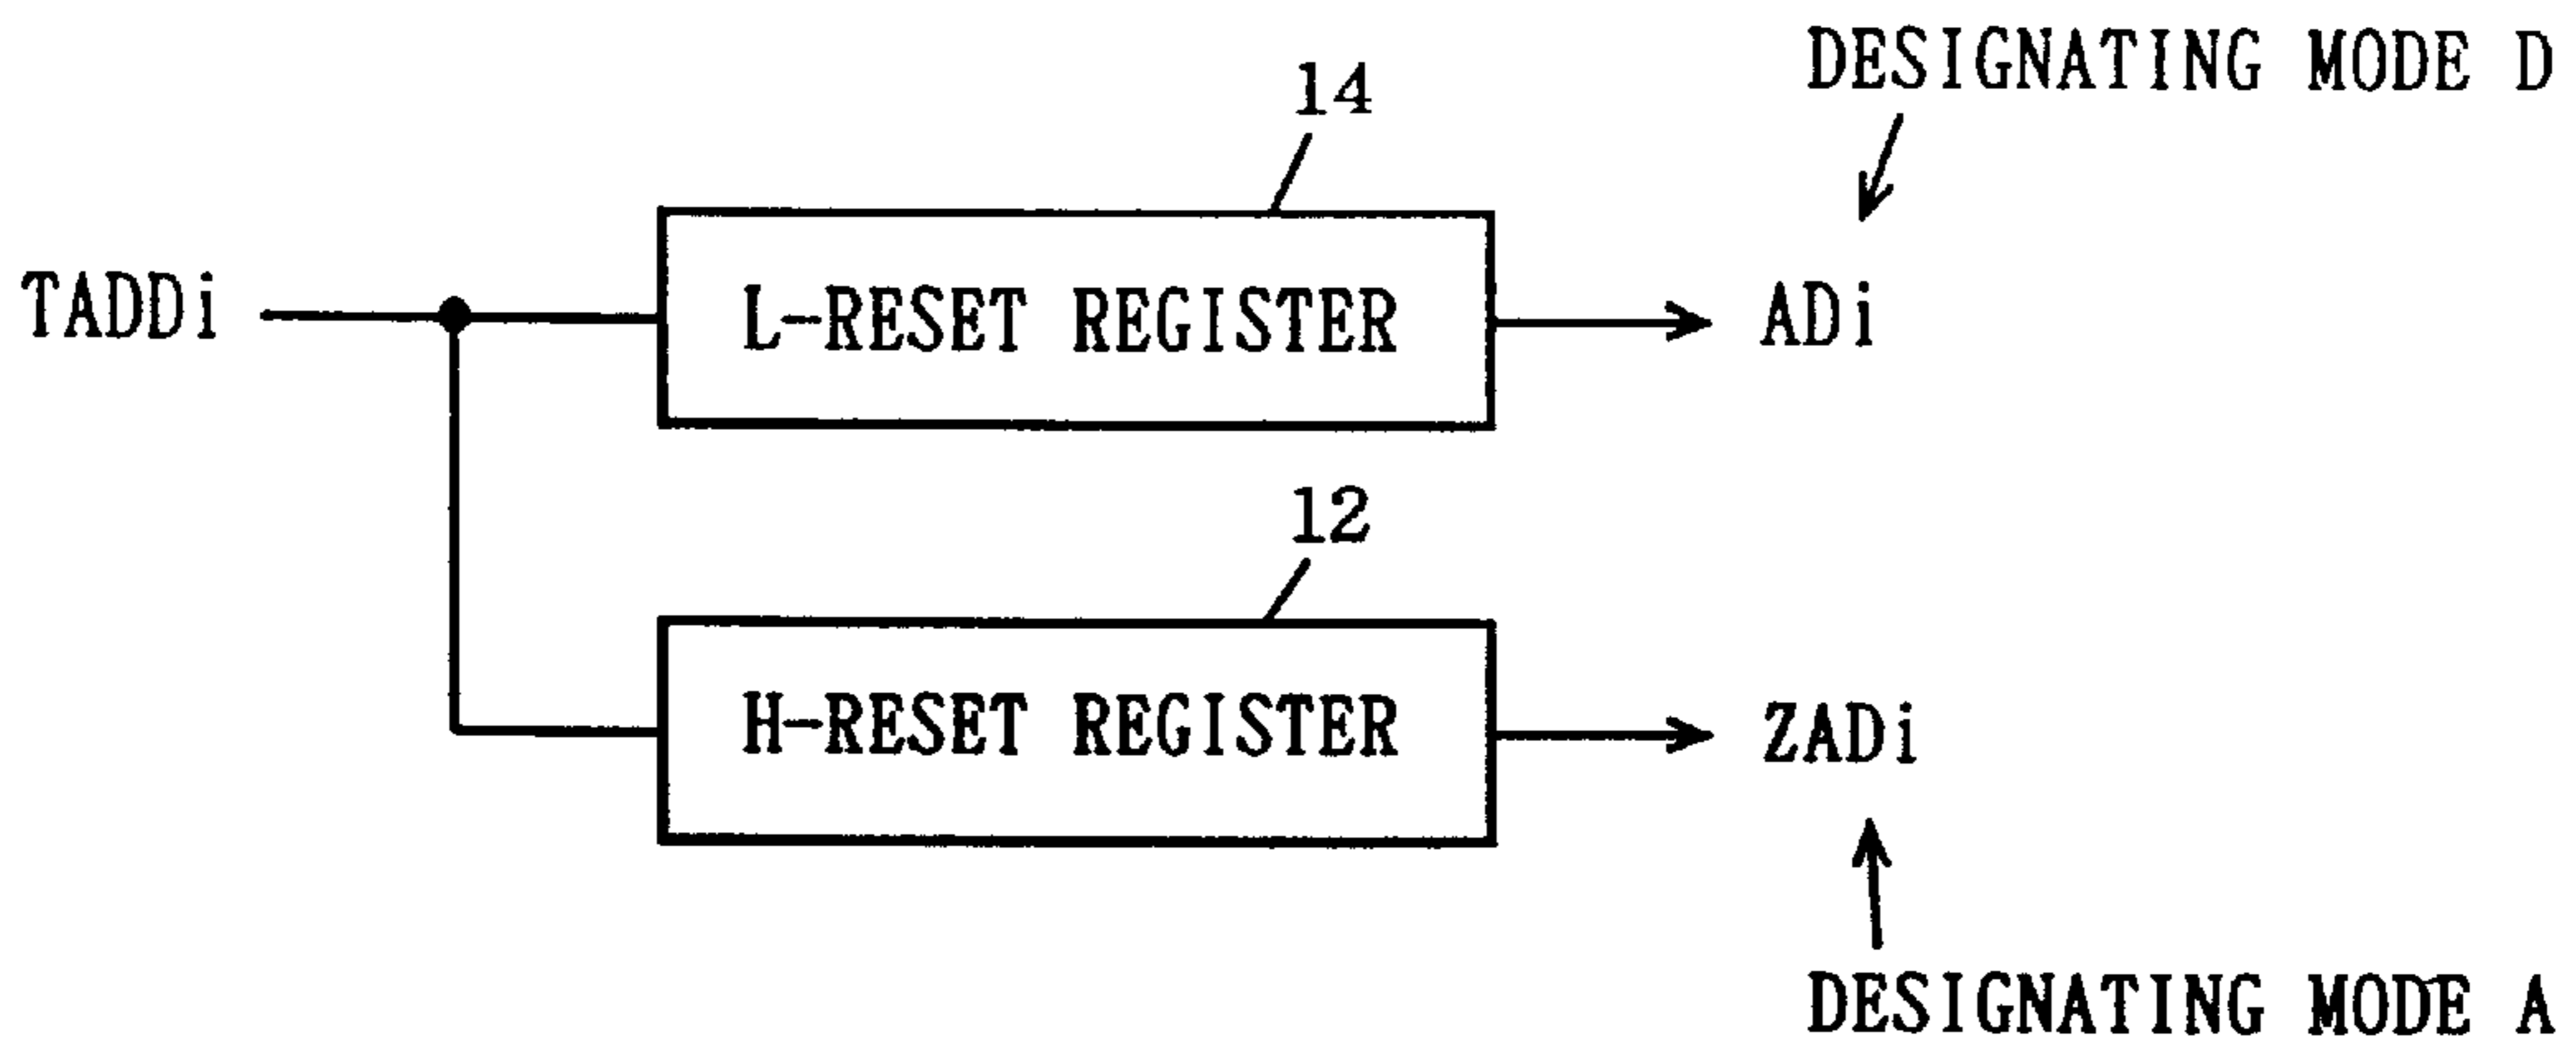 DESIGNATING MODE D
14
TADDi
L-RESET REGISTER
ADi
12
H-RESET REGISTER
ZADi
DESIGNATING MODE A